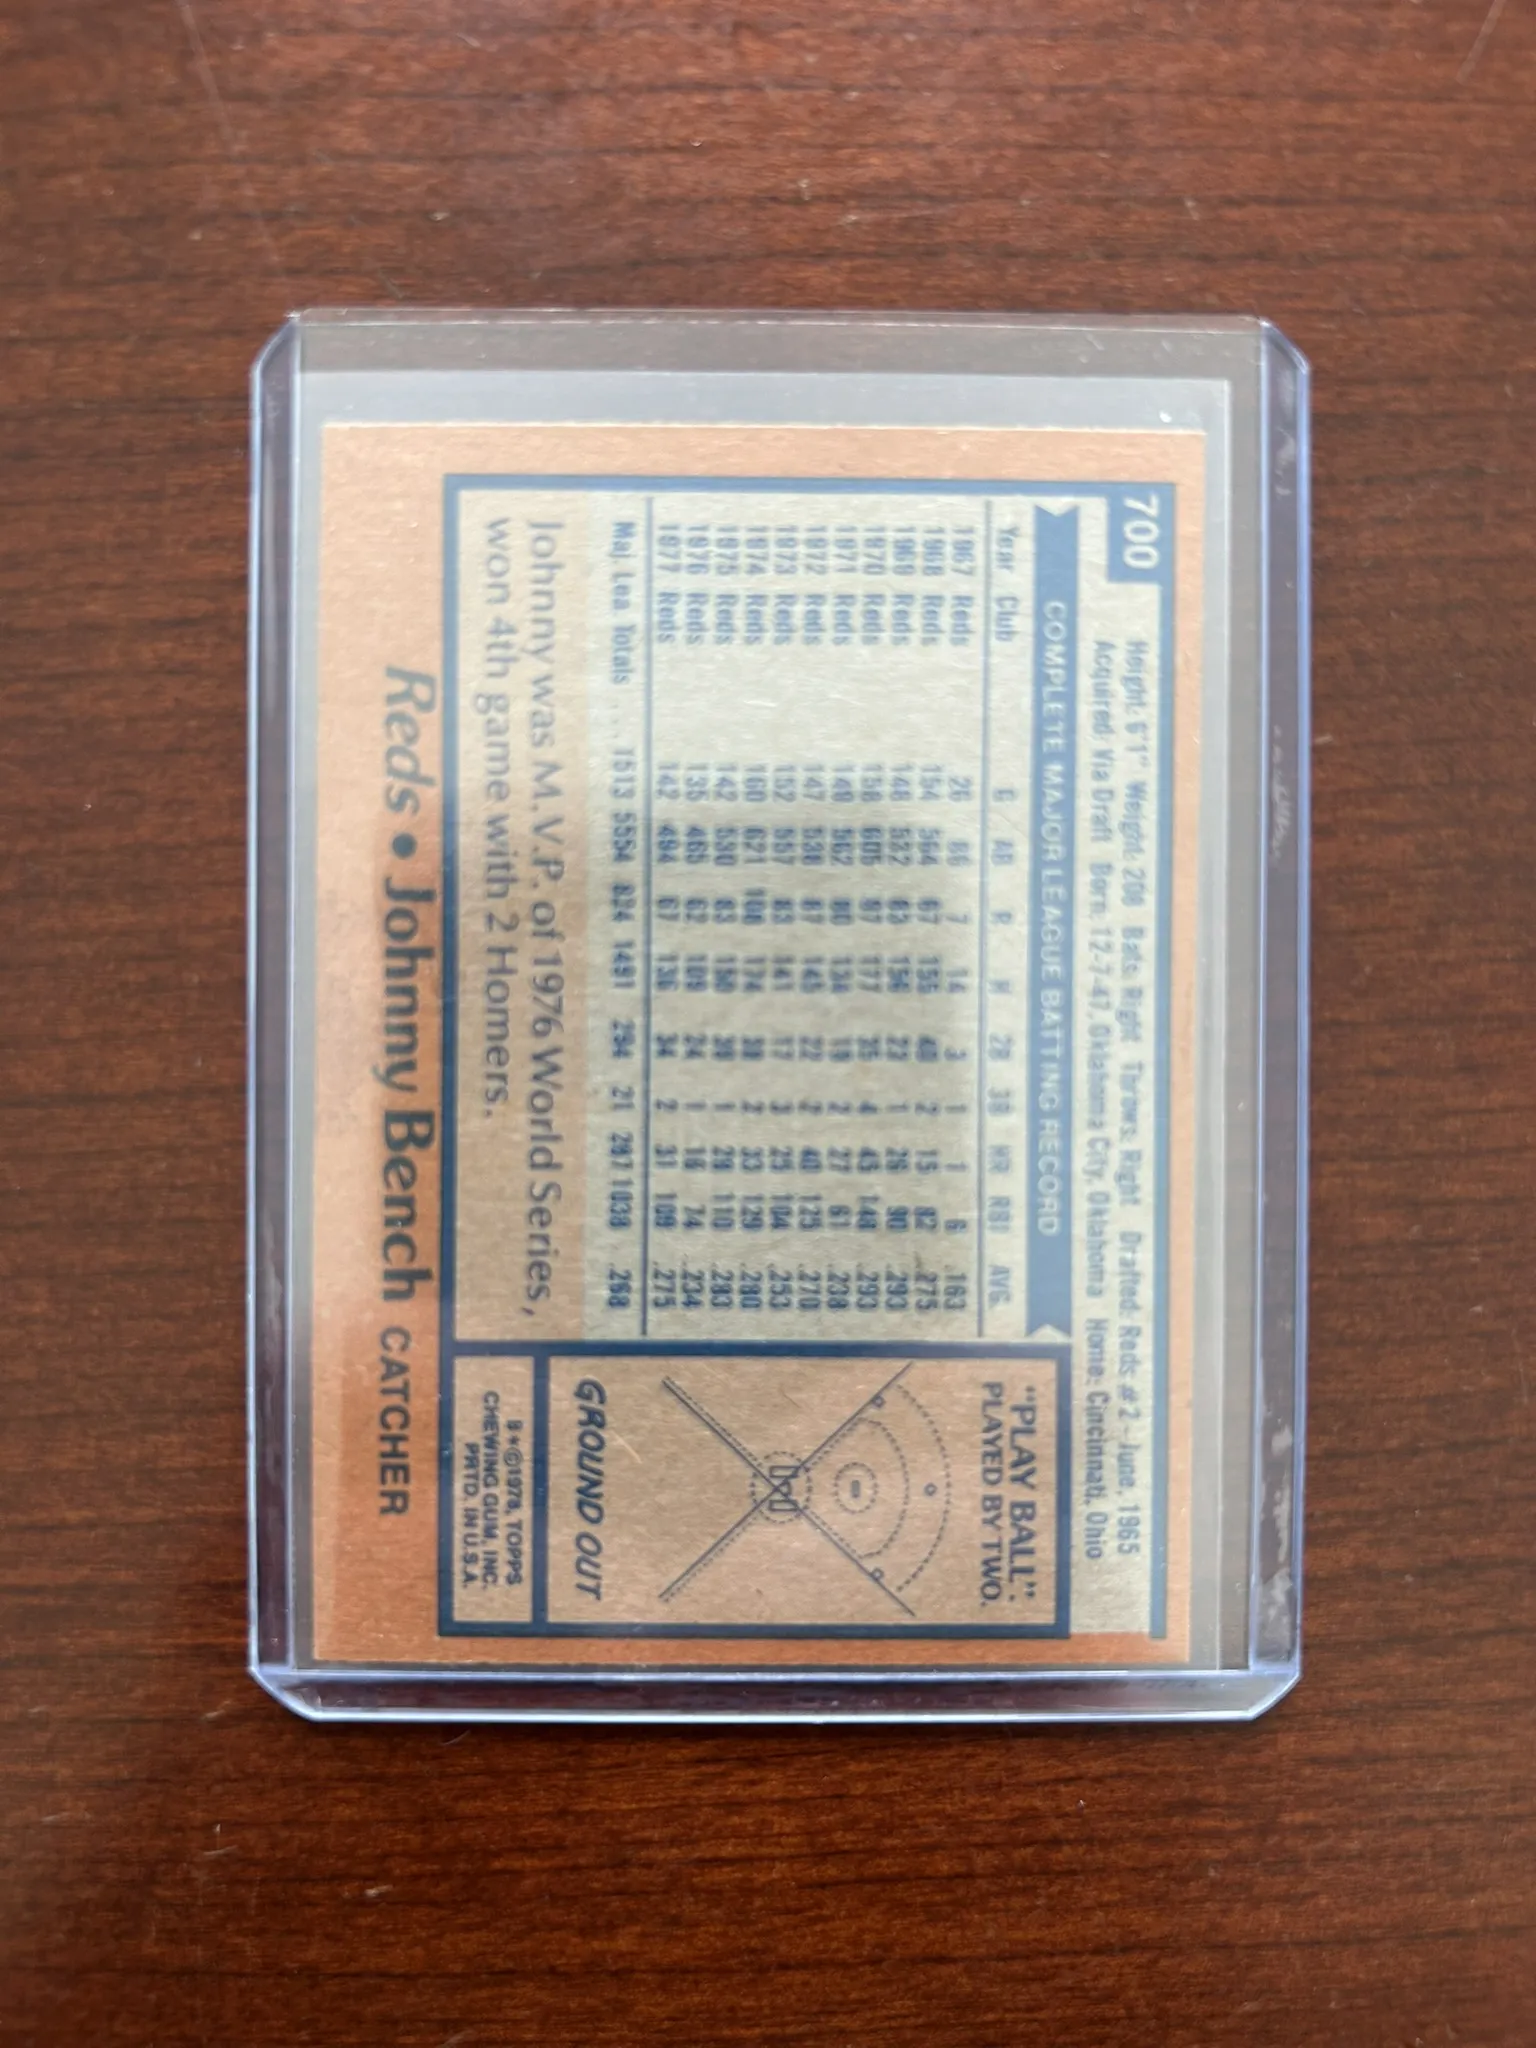 700
Height: 6'1" Weight: 208 Bats: Right Throws: Right Drafted: Reds #2-June, 1965
Acquired: Via Draft Born: 12-7-47, Oklahoma City, Oklahoma Home: Cincinnati, Ohio
COMPLETE MAJOR LEAGUE BATTING RECORD
Year Club G AB R H 2B 3B HR RBI AVG.
1967 Reds 26 86 7 14 3 1 1 6 .163
1968 Reds 154 564 67 155 40 2 15 82 .275
1969 Reds 148 532 83 156 23 1 26 90 .293
1970 Reds 158 605 97 177 35 4 45 148 .293
1971 Reds 149 562 80 134 19 2 27 61 .238
1972 Reds 147 538 87 145 22 2 40 125 .270
1973 Reds 152 557 83 141 17 3 25 104 .253
1974 Reds 160 621 108 174 38 2 33 129 .280
1975 Reds 142 530 83 150 39 1 28 110 .283
1976 Reds 135 465 62 109 24 1 16 74 .234
1977 Reds 142 494 67 136 34 2 31 109 .275
Maj. Lea. Totals . . . 1513 5554 824 1491 294 21 287 1038 .268
Johnny was M.V.P. of 1976 World Series,
won 4th game with 2 Homers.
"PLAY BALL":
PLAYED BY TWO.
GROUND OUT
B*©1978, TOPPS
CHEWING GUM, INC.
PRTD. IN U.S.A.
Reds • Johnny Bench CATCHER